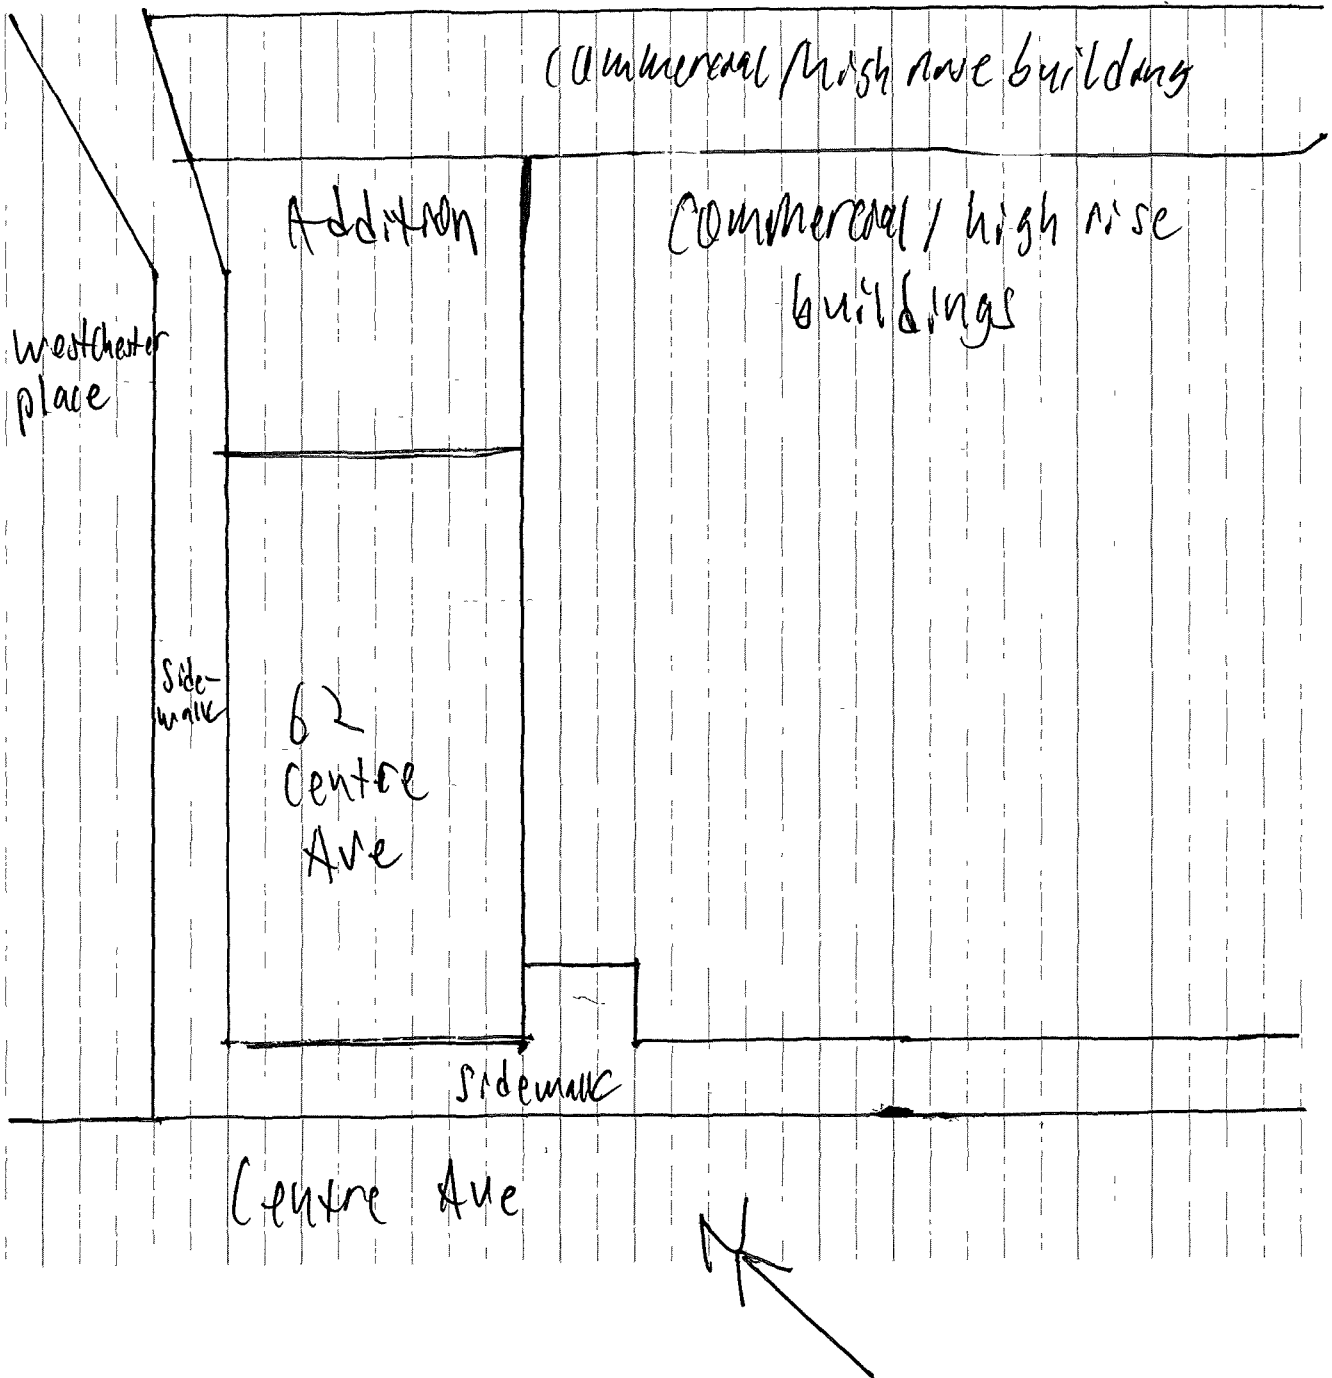 Commercial/high rise building
Addition
Commercial/high rise
buildings
Westchester
place
Side-
walk
62
Centre
Ave
Sidewalk
Centre Ave
N